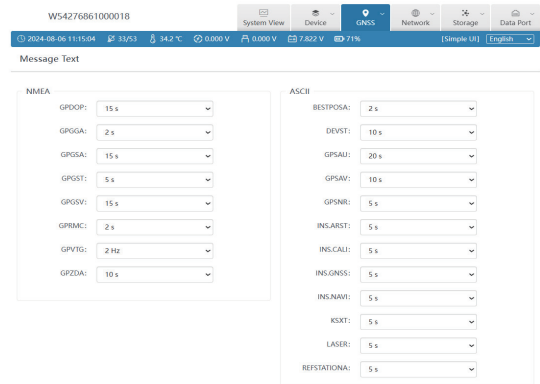 W54276861000018
System View
Device
GNSS
Network
Storage
Data Port
2024-08-06 11:15:04 33/53 34.2 ℃ 0.000 V 0.000 V 7.822 V 71% [Simple UI] English
Message Text
NMEA
GPDOP: 15 s
GPGGA: 2 s
GPGSA: 15 s
GPGST: 5 s
GPGSV: 15 s
GPRMC: 2 s
GPVTG: 2 Hz
GPZDA: 10 s
ASCII
BESTPOSA: 2 s
DEVST: 10 s
GPSAU: 20 s
GPSAV: 10 s
GPSNR: 5 s
INS.ARST: 5 s
INS.CALI: 5 s
INS.GNSS: 5 s
INS.NAVI: 5 s
KSXT: 5 s
LASER: 5 s
REFSTATIONA: 5 s